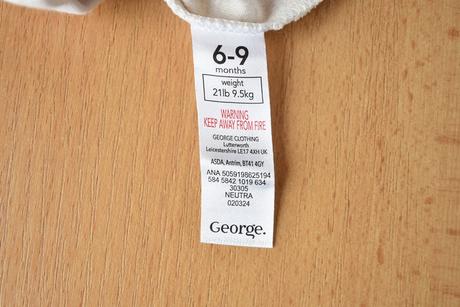 6-9
months
weight
21lb 9.5kg
WARNING
KEEP AWAY FROM FIRE
GEORGE CLOTHING
Lutterworth
Leicestershire LE17 4XH UK
ASDA, Antrim, BT41 4GY
ANA 5059198625194
584 5842 1019 634
30305
NEUTRA
020324
George.